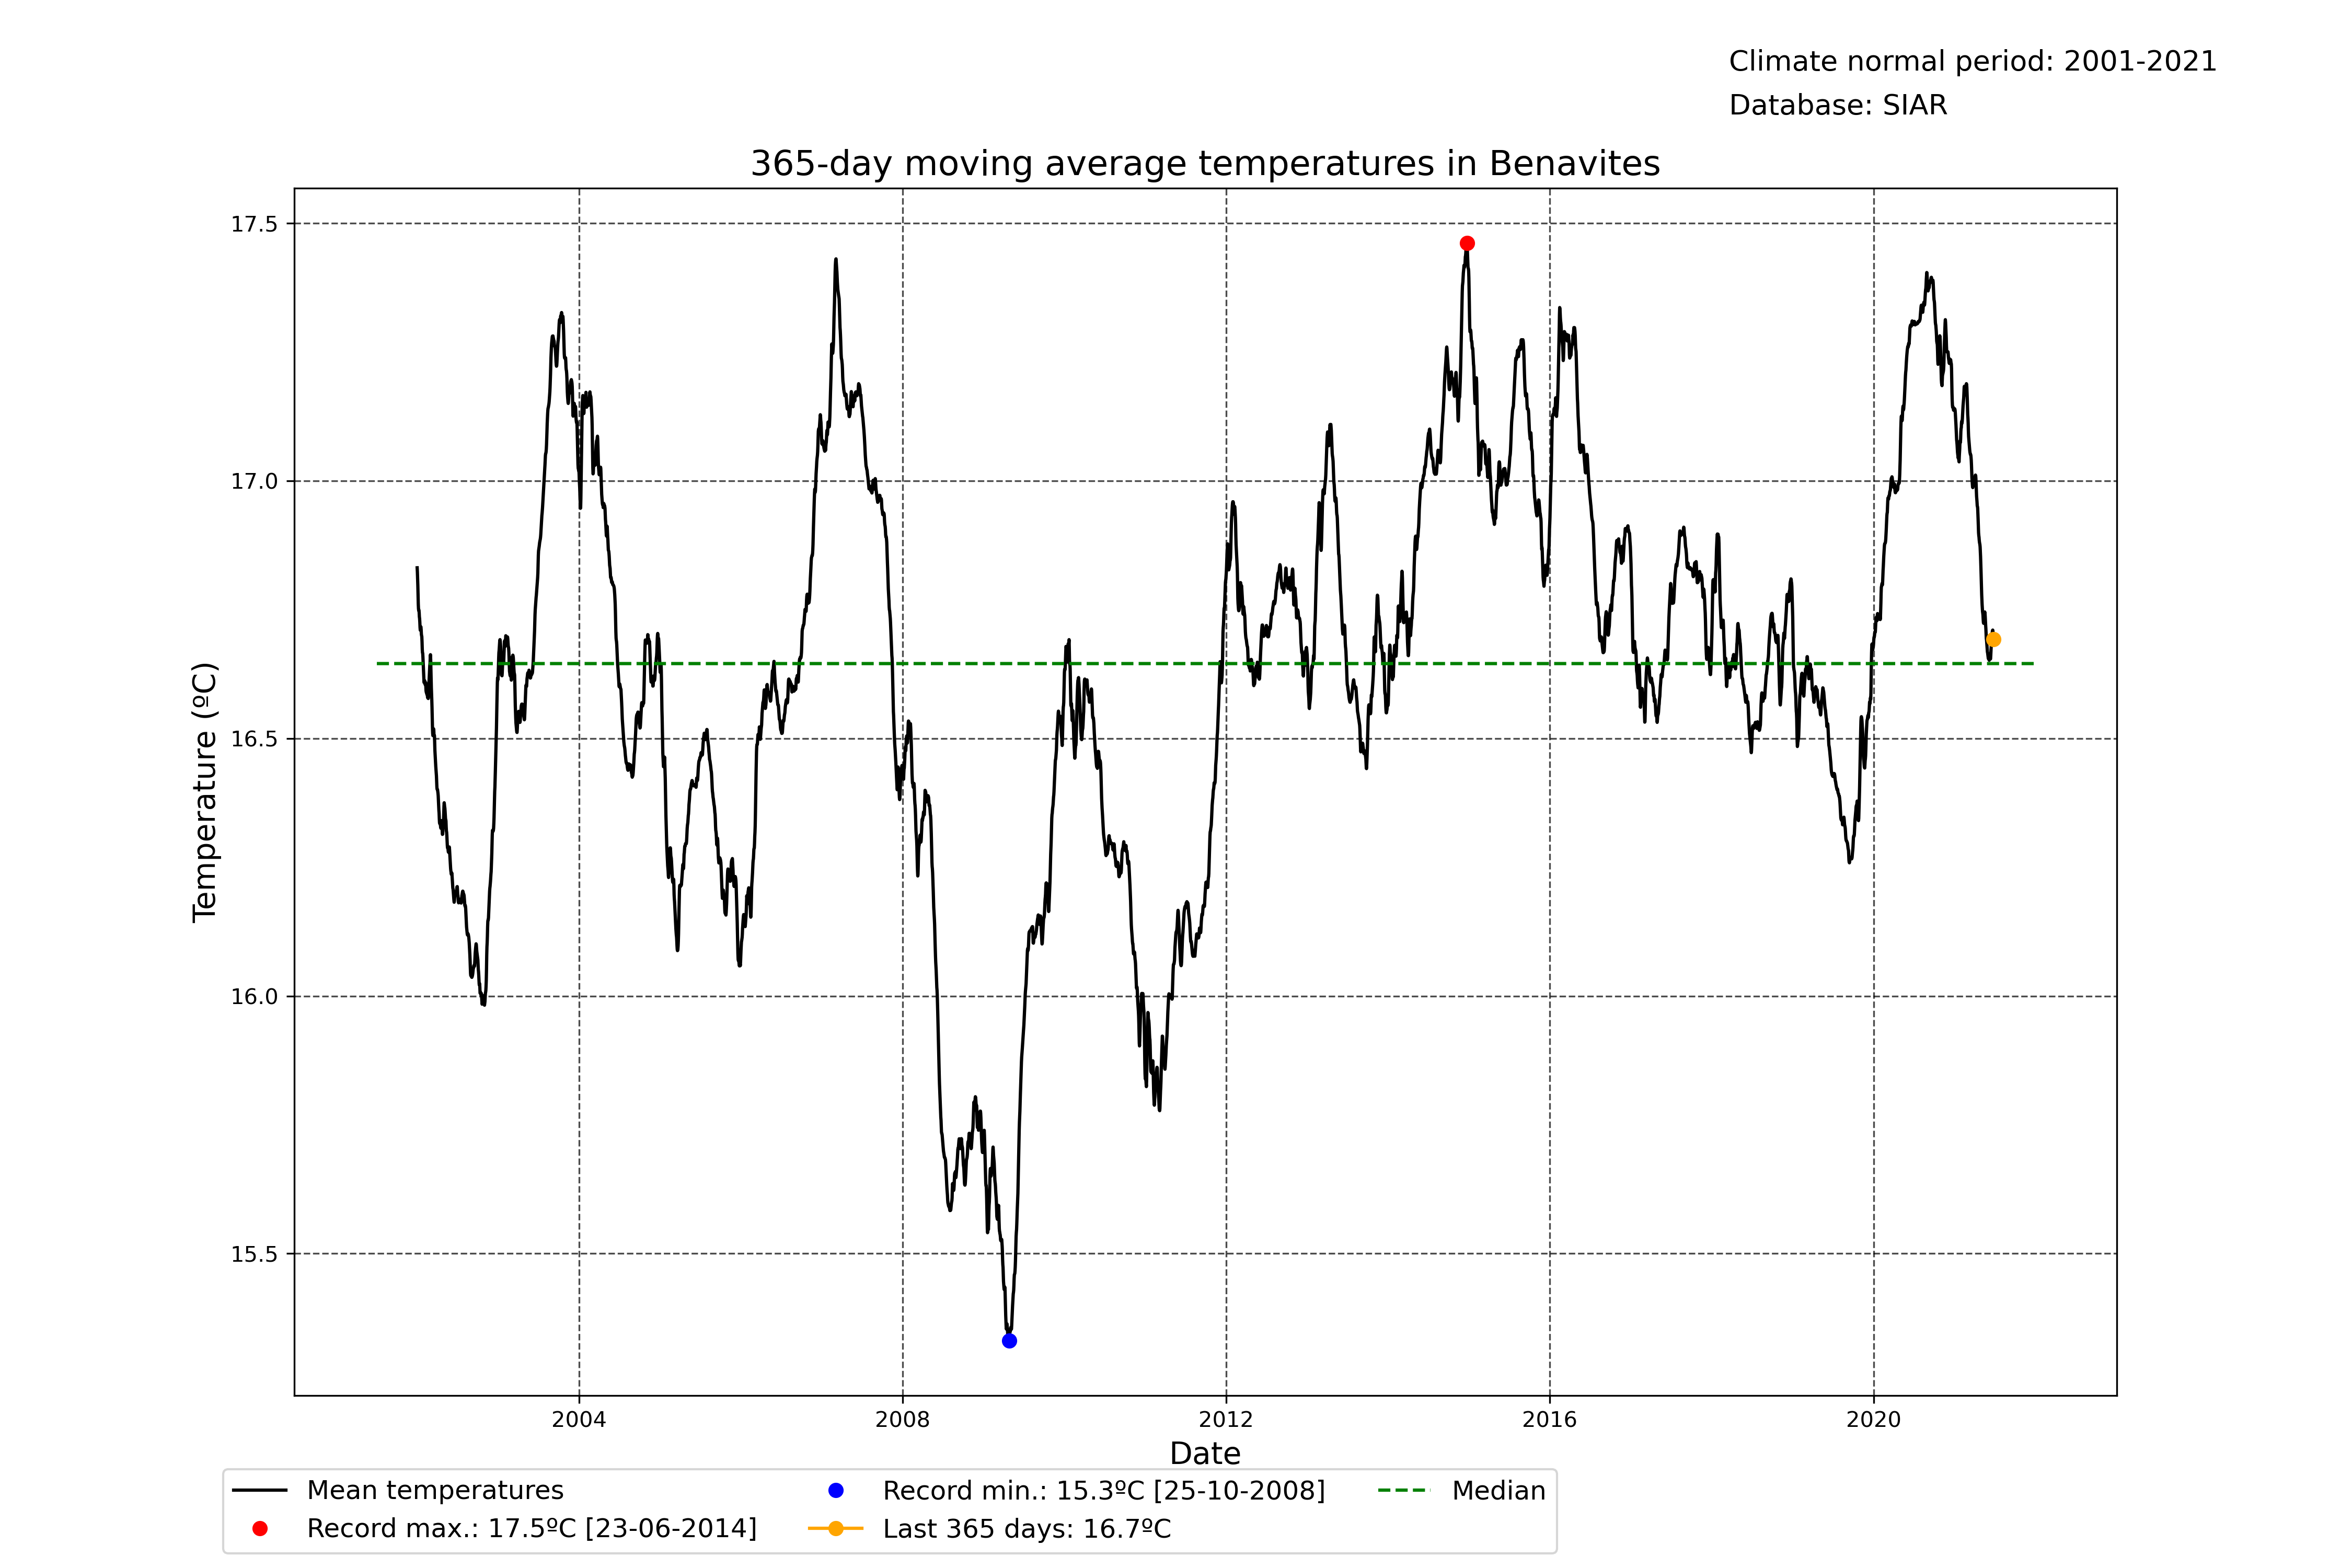 Climate normal period: 2001-2021
Database: SIAR
365-day moving average temperatures in Benavites
17.5
17.0
16.5
16.0
15.5
Temperature (ºC)
2004 2008 2012 2016 2020
Date
Mean temperatures
Record max.: 17.5ºC [23-06-2014]
Record min.: 15.3ºC [25-10-2008]
Last 365 days: 16.7ºC
Median